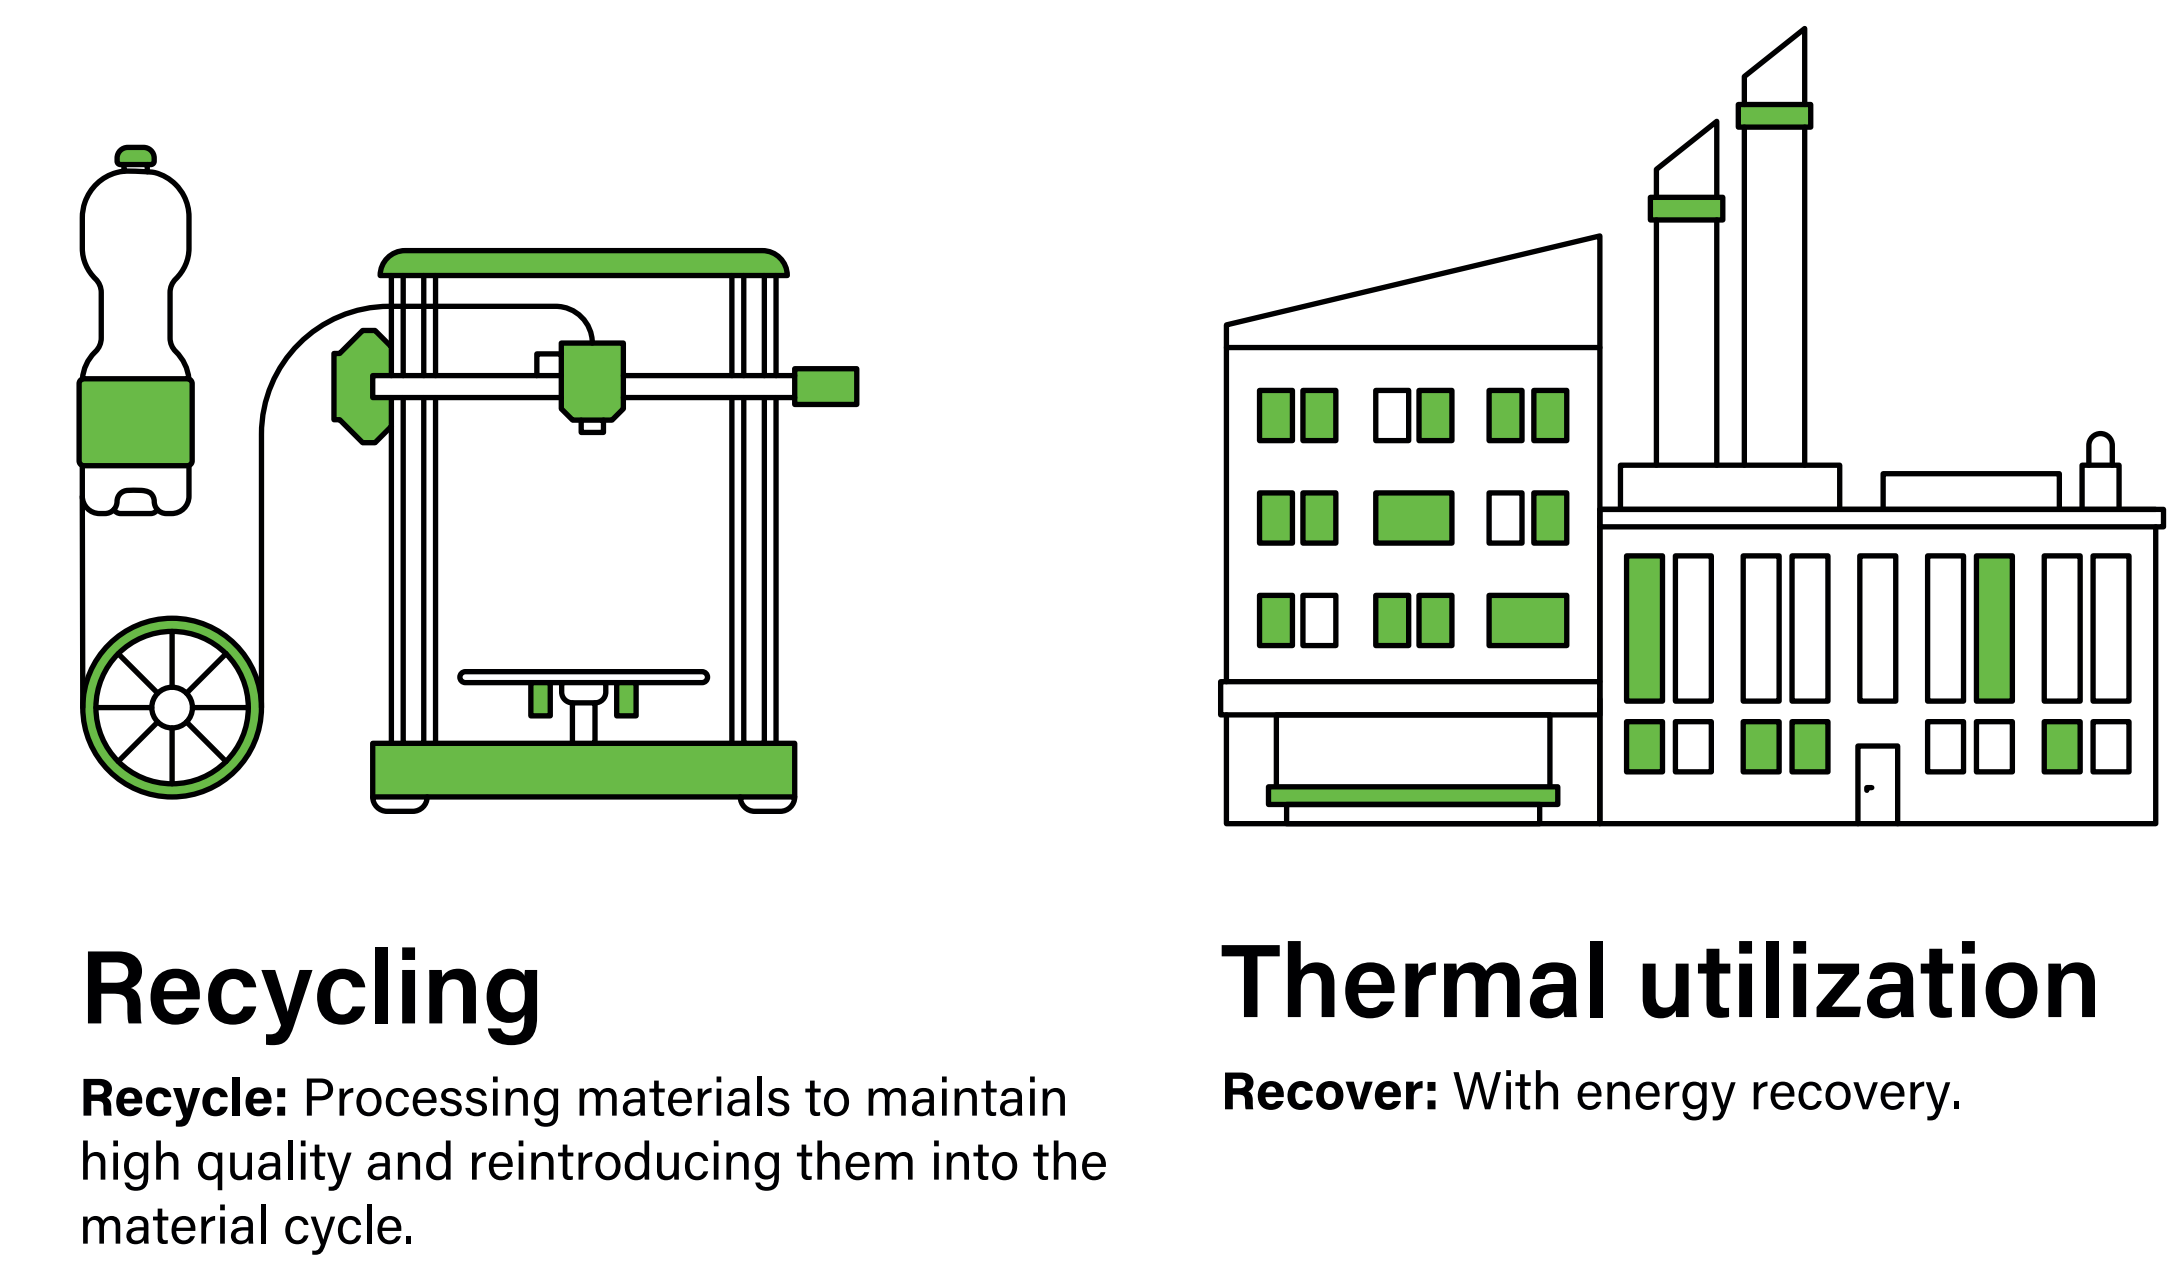 Recycling
Recycle: Processing materials to maintain
high quality and reintroducing them into the
material cycle.
Thermal utilization
Recover: With energy recovery.